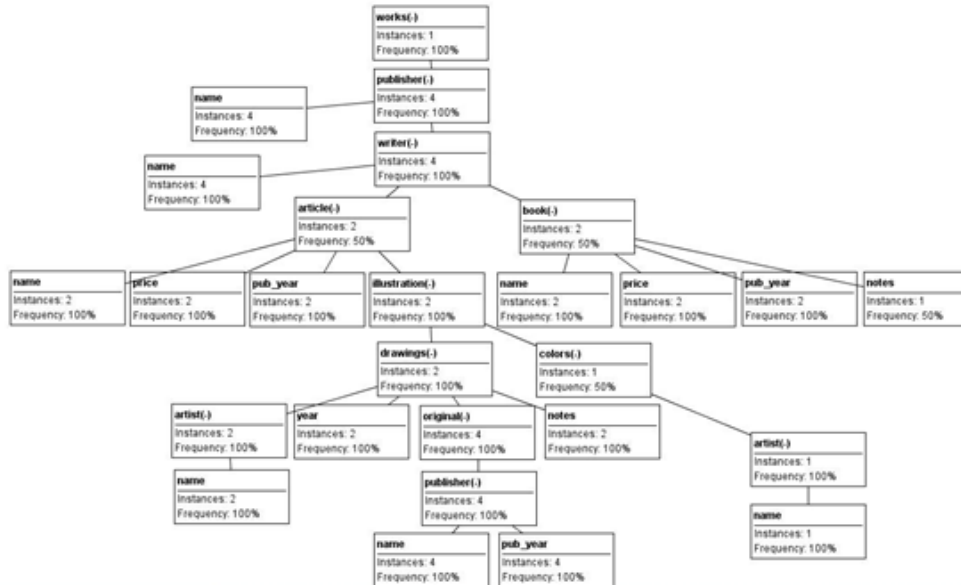 works(-)
Instances: 1
Frequency: 100%
publisher(-)
Instances: 4
Frequency: 100%
name
Instances: 4
Frequency: 100%
writer(-)
Instances: 4
Frequency: 100%
name
Instances: 4
Frequency: 100%
article(-)
Instances: 2
Frequency: 50%
book(-)
Instances: 2
Frequency: 50%
name
Instances: 2
Frequency: 100%
price
Instances: 2
Frequency: 100%
pub_year
Instances: 2
Frequency: 100%
illustration(-)
Instances: 2
Frequency: 100%
name
Instances: 2
Frequency: 100%
price
Instances: 2
Frequency: 100%
pub_year
Instances: 2
Frequency: 100%
notes
Instances: 1
Frequency: 50%
drawings(-)
Instances: 2
Frequency: 100%
colors(-)
Instances: 1
Frequency: 50%
artist(-)
Instances: 2
Frequency: 100%
year
Instances: 2
Frequency: 100%
original(-)
Instances: 4
Frequency: 100%
notes
Instances: 2
Frequency: 100%
artist(-)
Instances: 1
Frequency: 100%
name
Instances: 2
Frequency: 100%
publisher(-)
Instances: 4
Frequency: 100%
name
Instances: 1
Frequency: 100%
name
Instances: 4
Frequency: 100%
pub_year
Instances: 4
Frequency: 100%